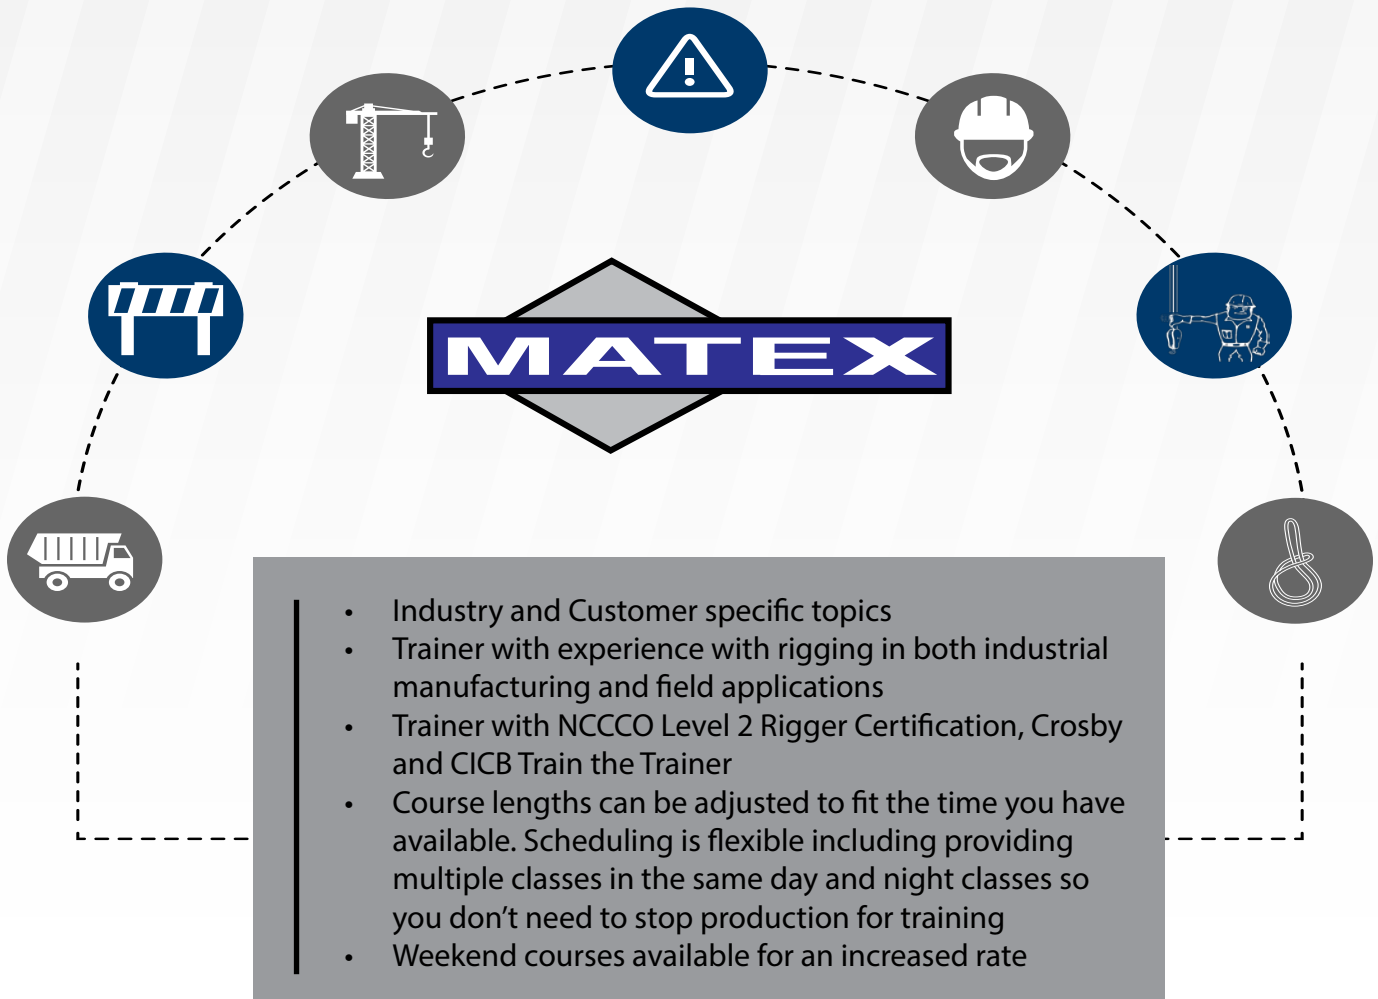 MATEX
• Industry and Customer specific topics
• Trainer with experience with rigging in both industrial
manufacturing and field applications
• Trainer with NCCCO Level 2 Rigger Certification, Crosby
and CICB Train the Trainer
• Course lengths can be adjusted to fit the time you have
available. Scheduling is flexible including providing
multiple classes in the same day and night classes so
you don’t need to stop production for training
• Weekend courses available for an increased rate